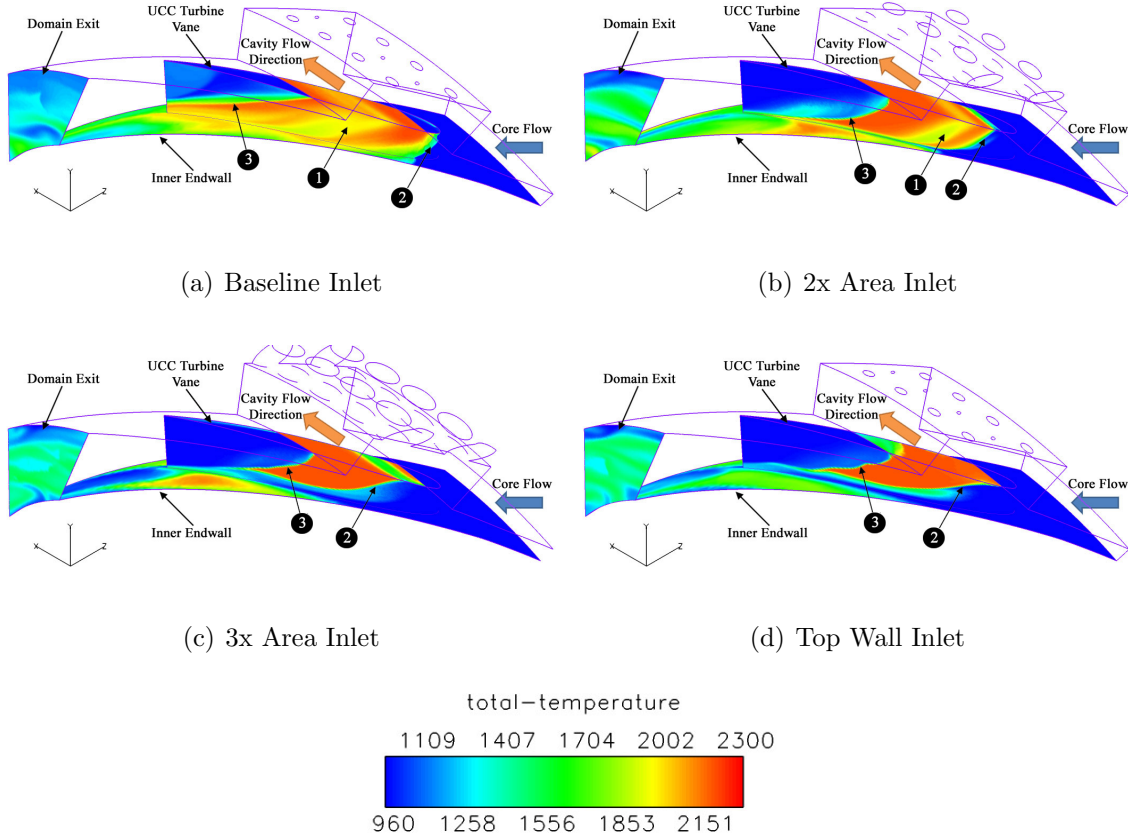 UCC Turbine
Vane
Domain Exit
Cavity Flow
Direction
Core Flow
3
1
2
Inner Endwall
Y
X
Z
(a) Baseline Inlet
UCC Turbine
Vane
Domain Exit
Cavity Flow
Direction
Core Flow
3
1
2
Inner Endwall
Y
X
Z
(b) 2x Area Inlet
UCC Turbine
Vane
Domain Exit
Cavity Flow
Direction
Core Flow
3
2
Inner Endwall
Y
X
Z
(c) 3x Area Inlet
UCC Turbine
Vane
Domain Exit
Cavity Flow
Direction
Core Flow
3
2
Inner Endwall
Y
X
Z
(d) Top Wall Inlet
total-temperature
1109 1407 1704 2002 2300
960 1258 1556 1853 2151